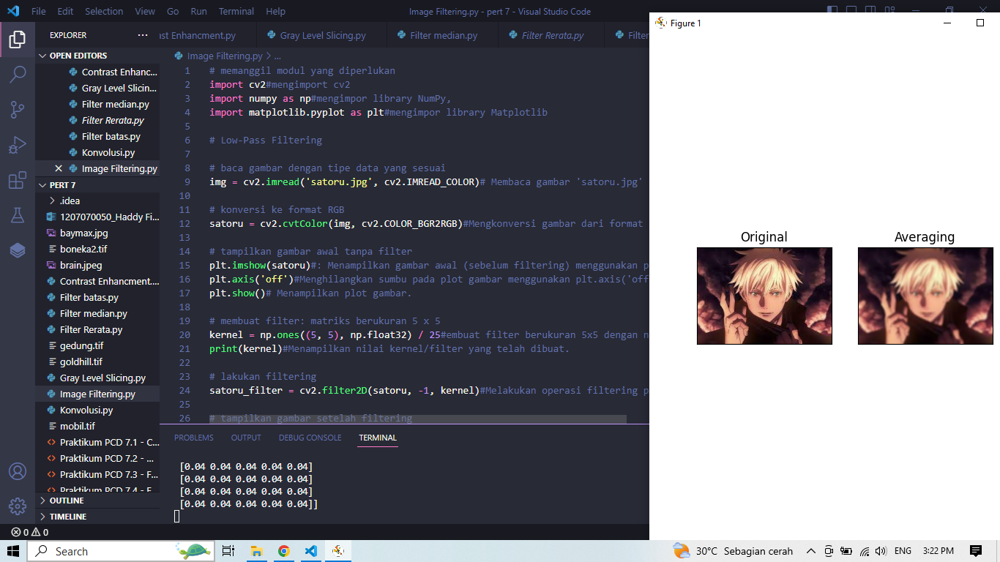 File Edit Selection View Go Run Terminal Help
Image Filtering.py - pert 7 - Visual Studio Code
EXPLORER ...
OPEN EDITORS
Contrast Enhanc...
Gray Level Slicin...
Filter median.py
Filter Rerata.py
Filter batas.py
Konvolusi.py
Image Filtering.py
PERT 7
.idea
1207070050_Haddy Fi...
baymax.jpg
boneka2.tif
brain.jpeg
Contrast Enhancment....
Filter batas.py
Filter median.py
Filter Rerata.py
gedung.tif
goldhill.tif
Gray Level Slicing.py
Image Filtering.py
Konvolusi.py
mobil.tif
Praktikum PCD 7.1 - C...
Praktikum PCD 7.2 - ...
Praktikum PCD 7.3 - F...
Praktikum PCD 7.4 - F...
OUTLINE
TIMELINE
ast Enhancment.py Gray Level Slicing.py Filter median.py Filter Rerata.py Filter
Image Filtering.py > ...
1 # memanggil modul yang diperlukan
2 import cv2#mengimport cv2
3 import numpy as np#mengimpor library NumPy,
4 import matplotlib.pyplot as plt#mengimpor library Matplotlib
5
6 # Low-Pass Filtering
7
8 # baca gambar dengan tipe data yang sesuai
9 img = cv2.imread('satoru.jpg', cv2.IMREAD_COLOR)# Membaca gambar 'satoru.jpg'
10
11 # konversi ke format RGB
12 satoru = cv2.cvtColor(img, cv2.COLOR_BGR2RGB)#Mengkonversi gambar dari format
13
14 # tampilkan gambar awal tanpa filter
15 plt.imshow(satoru)#: Menampilkan gambar awal (sebelum filtering) menggunakan p
16 plt.axis('off')#Menghilangkan sumbu pada plot gambar menggunakan plt.axis('off
17 plt.show()# Menampilkan plot gambar.
18
19 # membuat filter: matriks berukuran 5 x 5
20 kernel = np.ones((5, 5), np.float32) / 25#embuat filter berukuran 5x5 dengan n
21 print(kernel)#Menampilkan nilai kernel/filter yang telah dibuat.
22
23 # lakukan filtering
24 satoru_filter = cv2.filter2D(satoru, -1, kernel)#Melakukan operasi filtering p
25
26 # tampilkan gambar setelah filtering
PROBLEMS OUTPUT DEBUG CONSOLE TERMINAL
[0.04 0.04 0.04 0.04 0.04]
[0.04 0.04 0.04 0.04 0.04]
[0.04 0.04 0.04 0.04 0.04]
[0.04 0.04 0.04 0.04 0.04]]
Figure 1
Original Averaging
0 0
Search
30°C Sebagian cerah ENG 3:22 PM